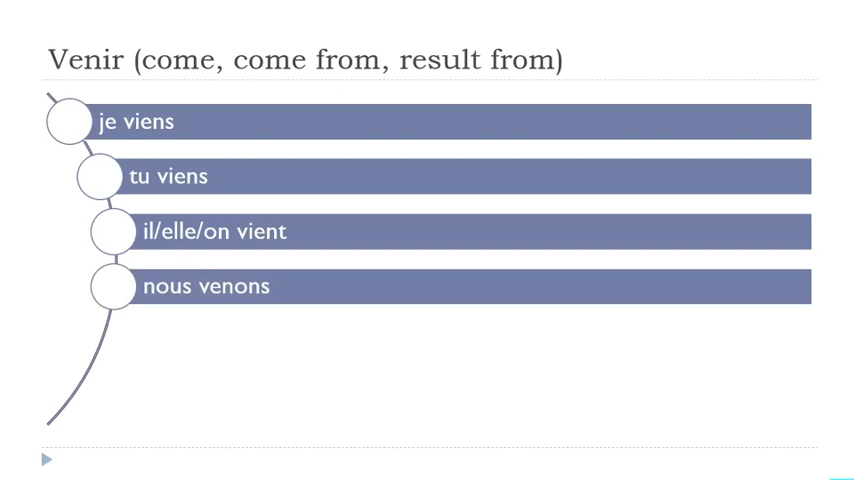 Venir (come, come from, result from)
je viens
tu viens
il/elle/on vient
nous venons